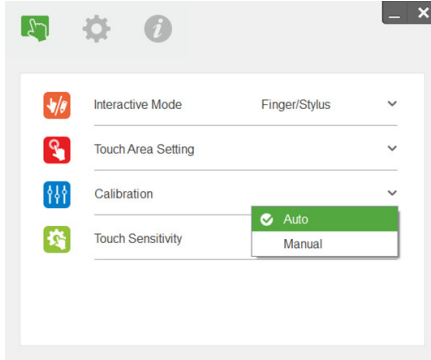 Interactive Mode Finger/Stylus
Touch Area Setting
Calibration
Auto
Touch Sensitivity
Manual